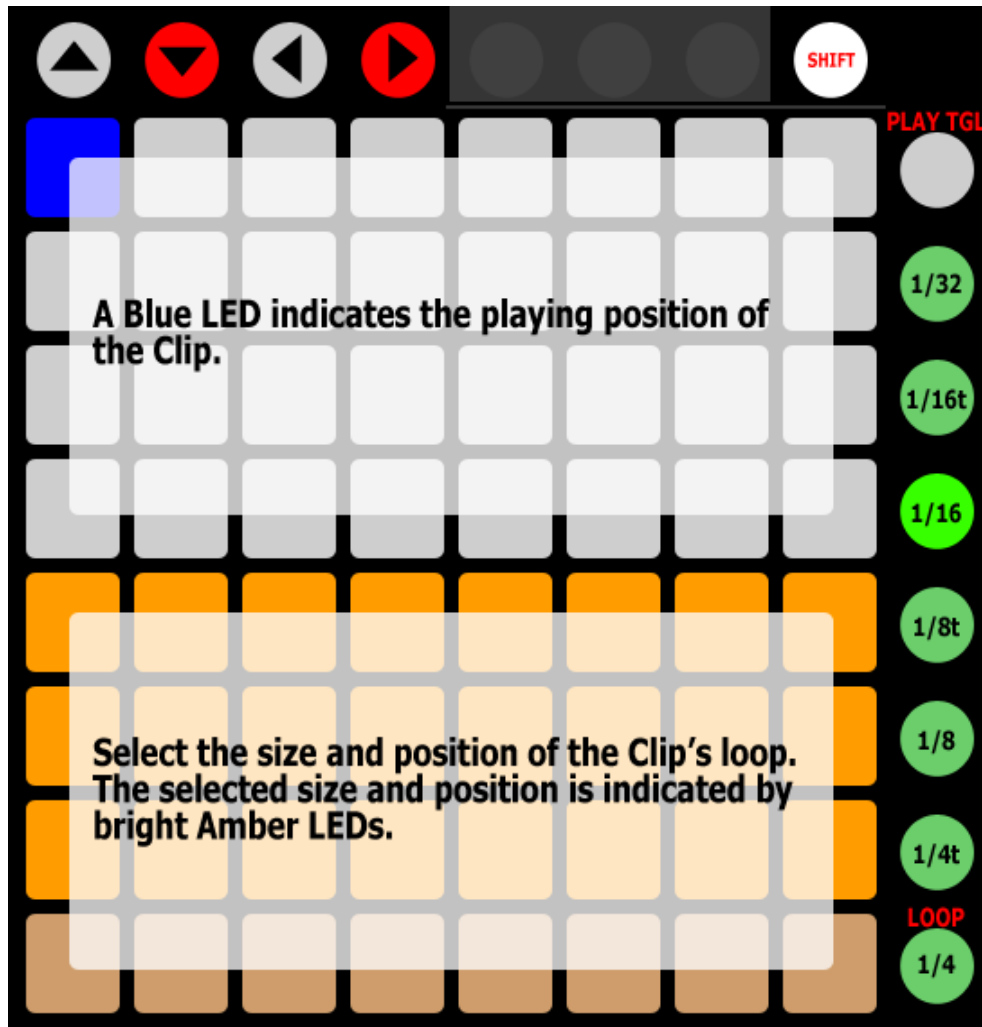 SHIFT
PLAY TGL
A Blue LED indicates the playing position of
the Clip.
1/32
1/16t
1/16
1/8t
Select the size and position of the Clip's loop.
The selected size and position is indicated by
bright Amber LEDs.
1/8
1/4t
LOOP
1/4